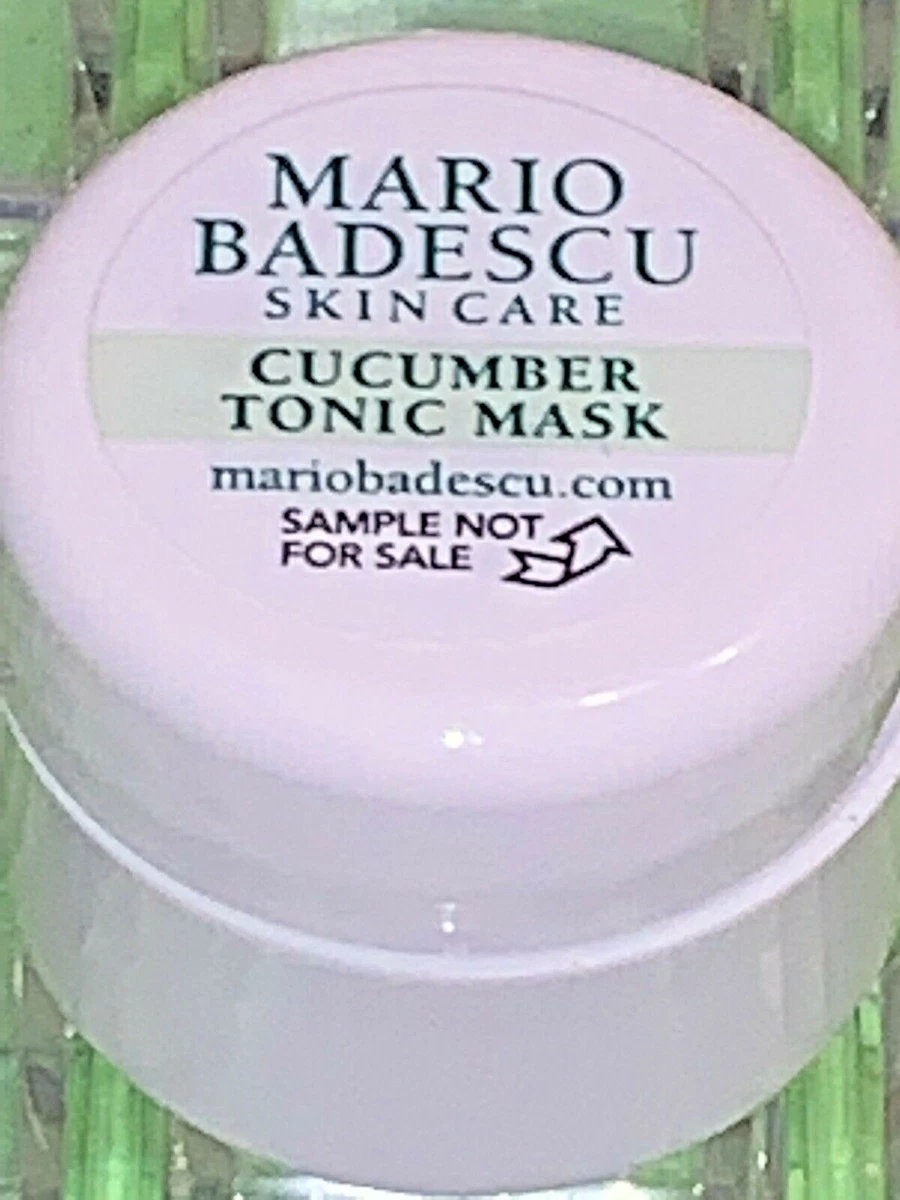 MARIO
BADESCU
SKIN CARE
CUCUMBER
TONIC MASK
mariobadescu.com
SAMPLE NOT
FOR SALE